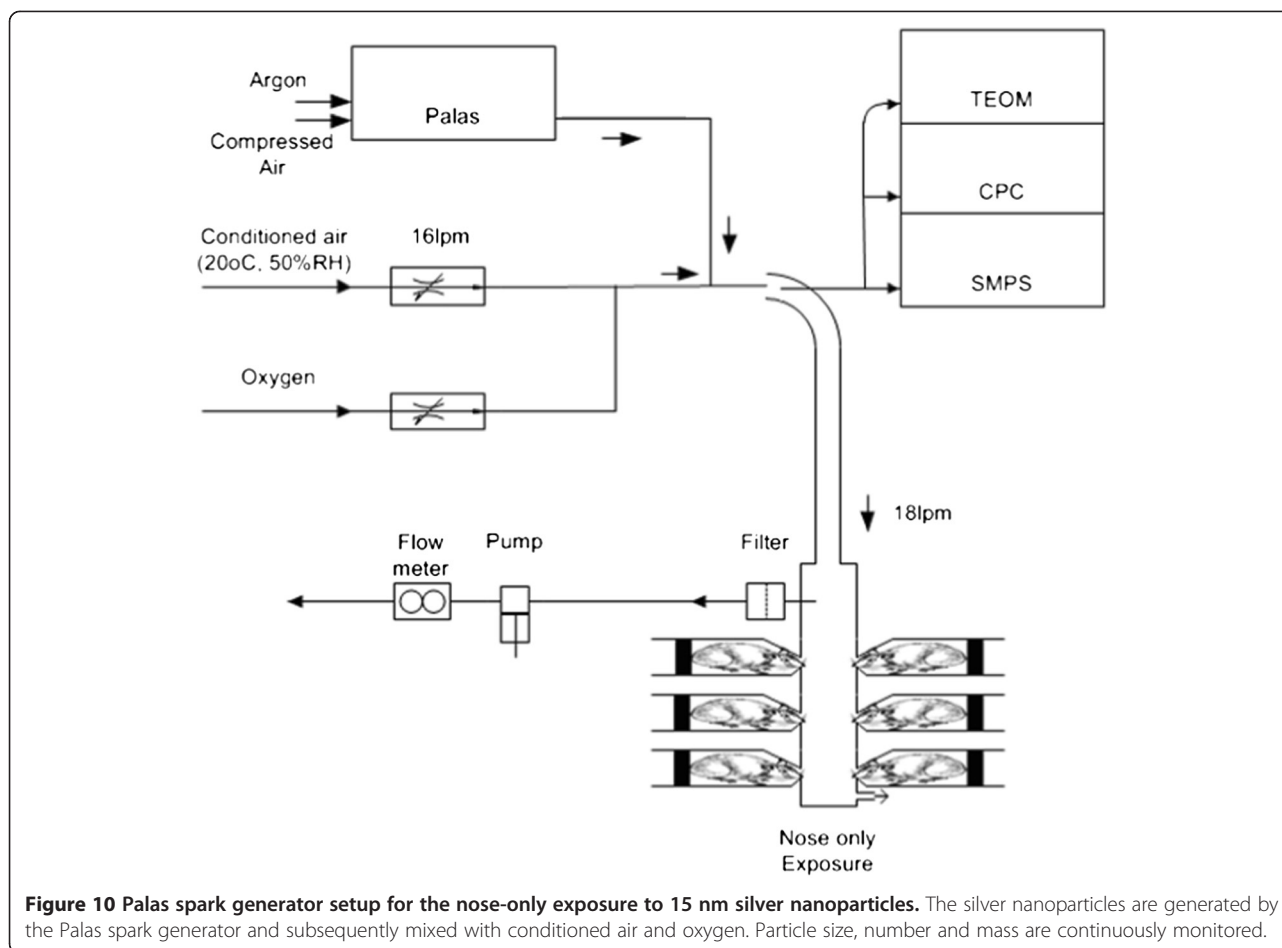 Argon
Compressed
Air
Palas
TEOM
CPC
SMPS
Conditioned air
(20oC, 50%RH)
16lpm
Oxygen
18lpm
Flow
meter
Pump
Filter
Nose only
Exposure
Figure 10 Palas spark generator setup for the nose-only exposure to 15 nm silver nanoparticles. The silver nanoparticles are generated by
the Palas spark generator and subsequently mixed with conditioned air and oxygen. Particle size, number and mass are continuously monitored.